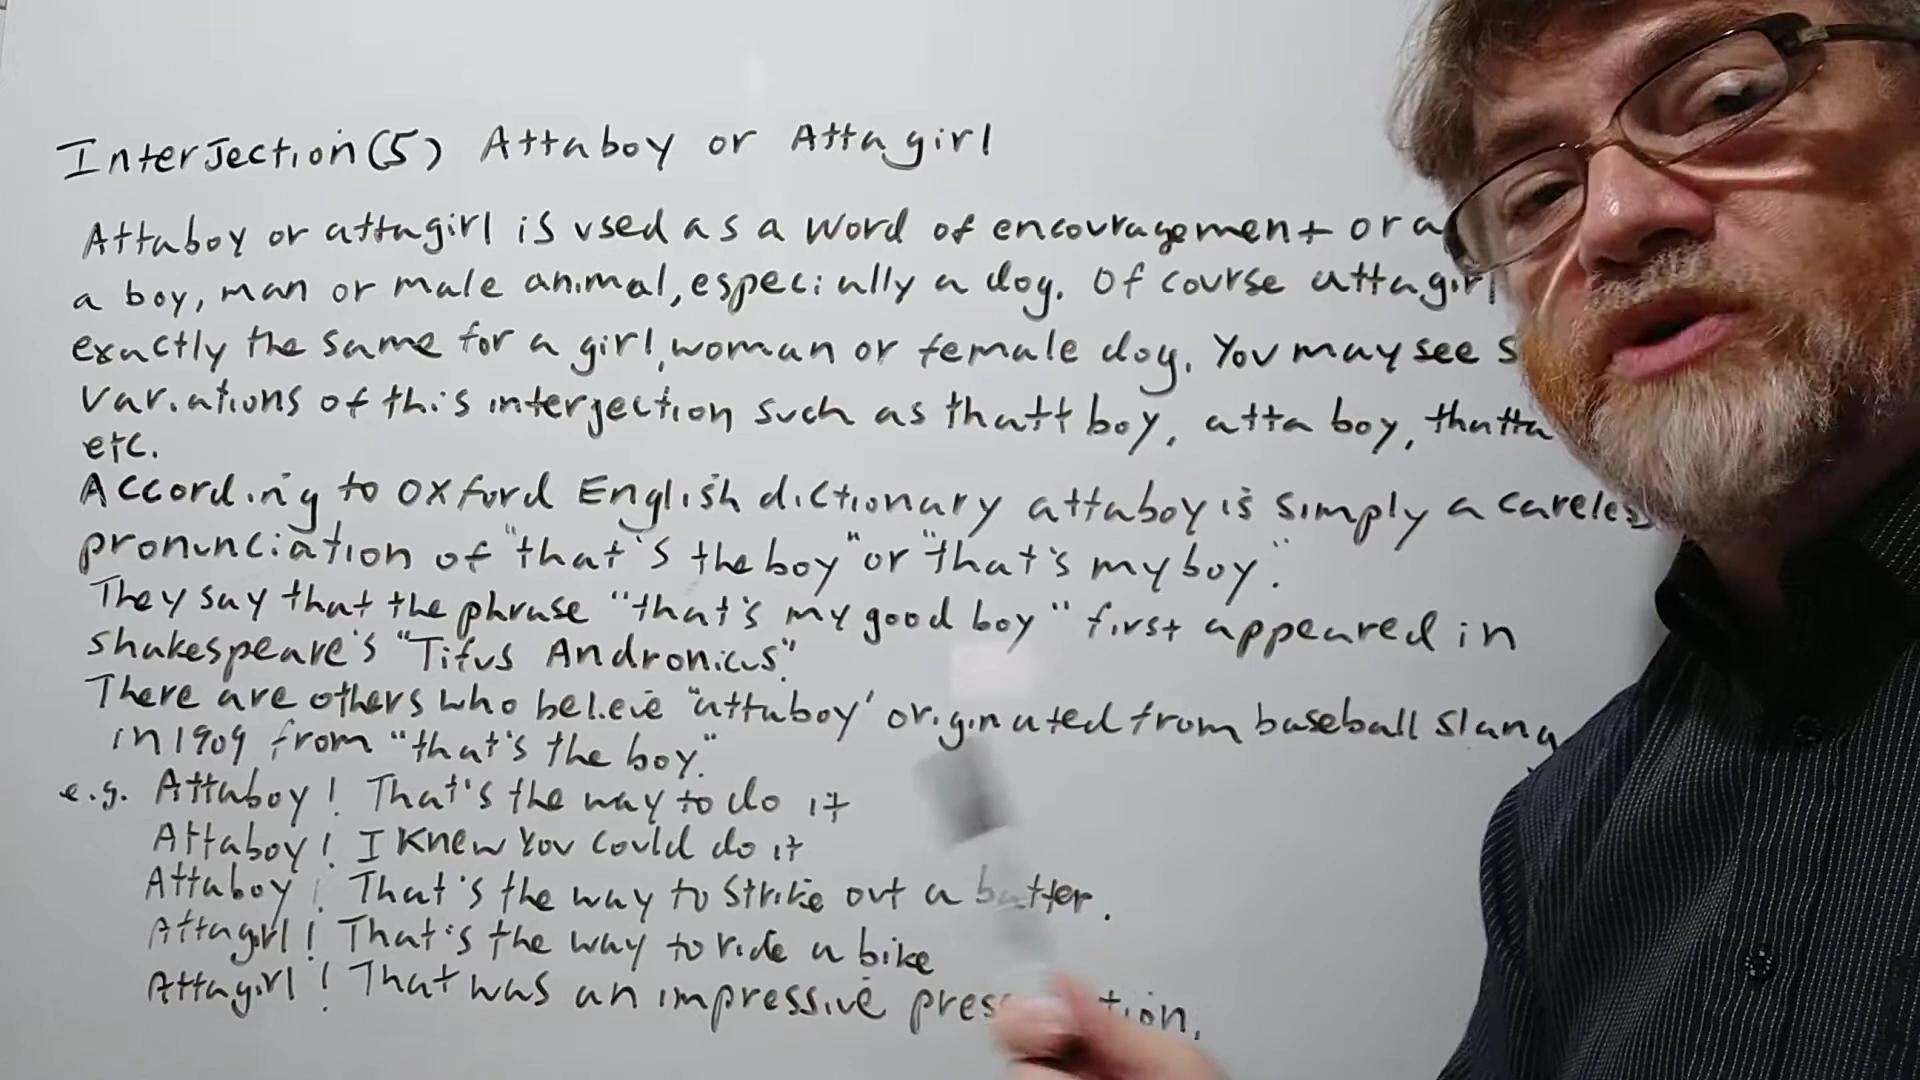 Interjection (5) Attaboy or Attagirl
Attaboy or attagirl is used as a word of encouragement or a
a boy, man or male animal, especially a dog. Of course attagirl
exactly the same for a girl, woman or female dog. You may see
variations of this interjection such as thatt boy, atta boy, thatta
etc.
According to Oxford English dictionary attaboy is simply a careless
pronunciation of "that's the boy" or "that's my boy".
They say that the phrase "that's my good boy" first appeared in
shakespeare's "Titus Andronicus".
There are others who believe "attaboy' originated from baseball slang
in 1909 from "that's the boy."
e.g. Attaboy! That's the way to do it
Attaboy! I knew you could do it
Attaboy! That's the way to strike out a batter.
Attagirl! That's the way to ride a bike
Attagirl! That was an impressive